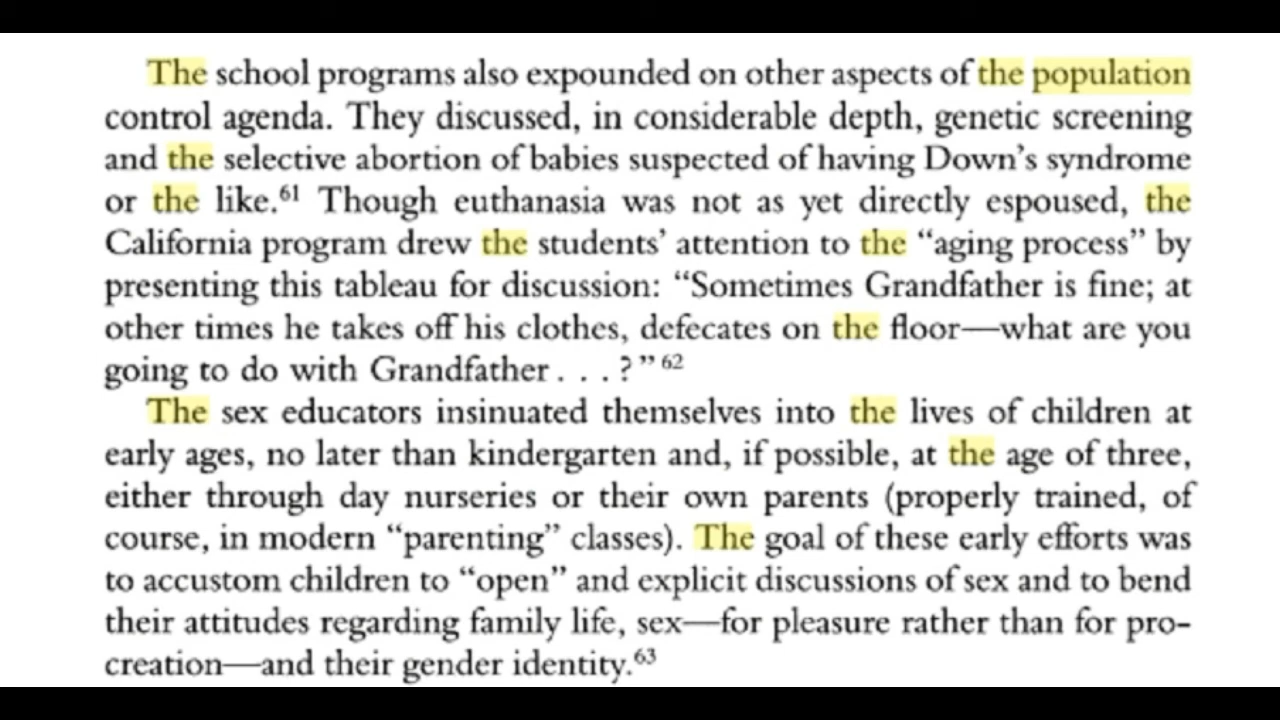 The school programs also expounded on other aspects of the population
control agenda. They discussed, in considerable depth, genetic screening
and the selective abortion of babies suspected of having Down's syndrome
or the like.61 Though euthanasia was not as yet directly espoused, the
California program drew the students' attention to the “aging process” by
presenting this tableau for discussion: “Sometimes Grandfather is fine; at
other times he takes off his clothes, defecates on the floor—what are you
going to do with Grandfather . . . ?”62
The sex educators insinuated themselves into the lives of children at
early ages, no later than kindergarten and, if possible, at the age of three,
either through day nurseries or their own parents (properly trained, of
course, in modern “parenting” classes). The goal of these early efforts was
to accustom children to “open” and explicit discussions of sex and to bend
their attitudes regarding family life, sex—for pleasure rather than for pro-
creation—and their gender identity.63